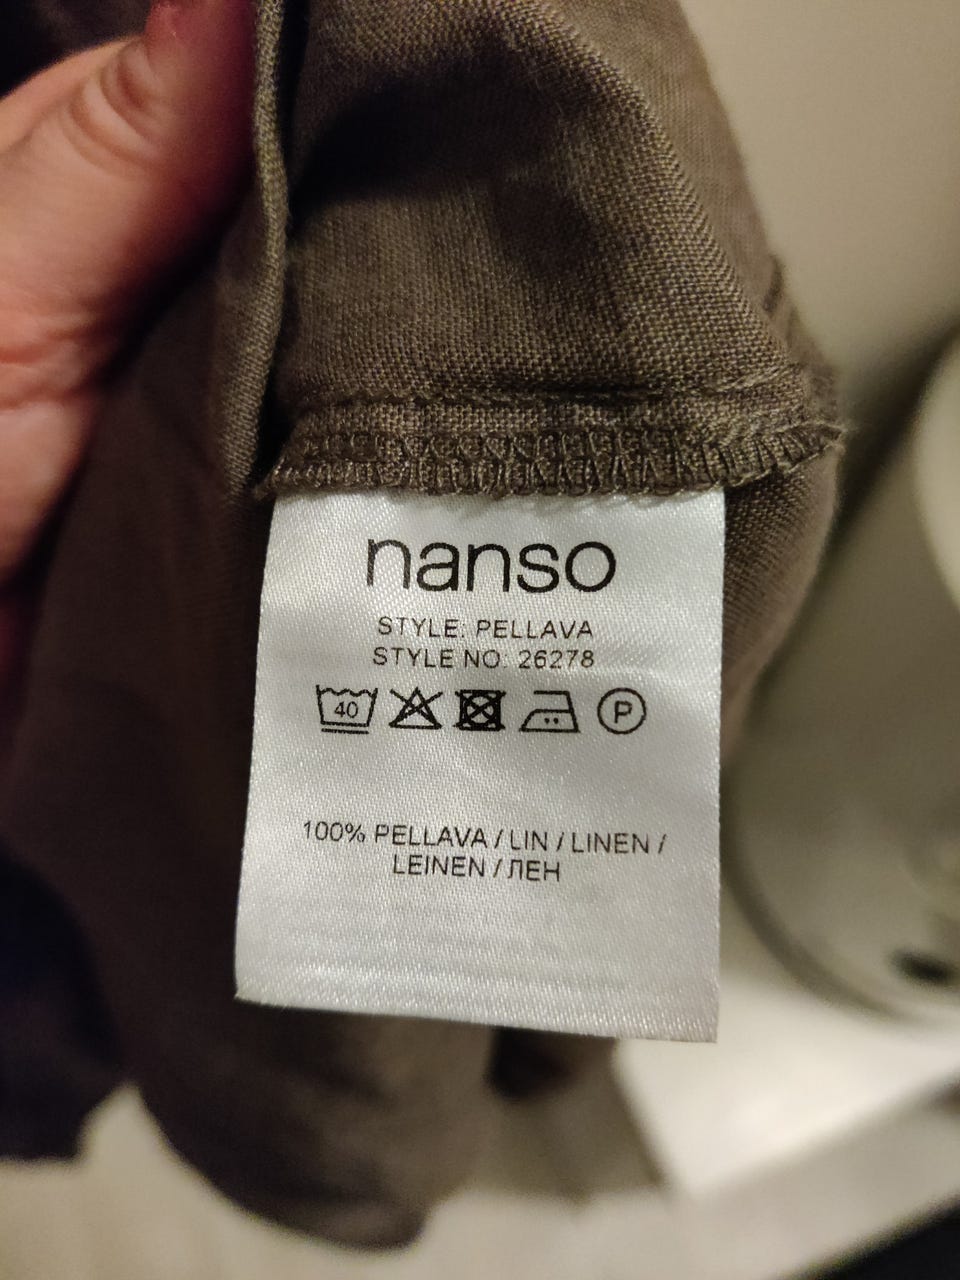 nanso
STYLE: PELLAVA
STYLE NO: 26278
40 P
100% PELLAVA / LIN / LINEN /
LEINEN / ЛЕН